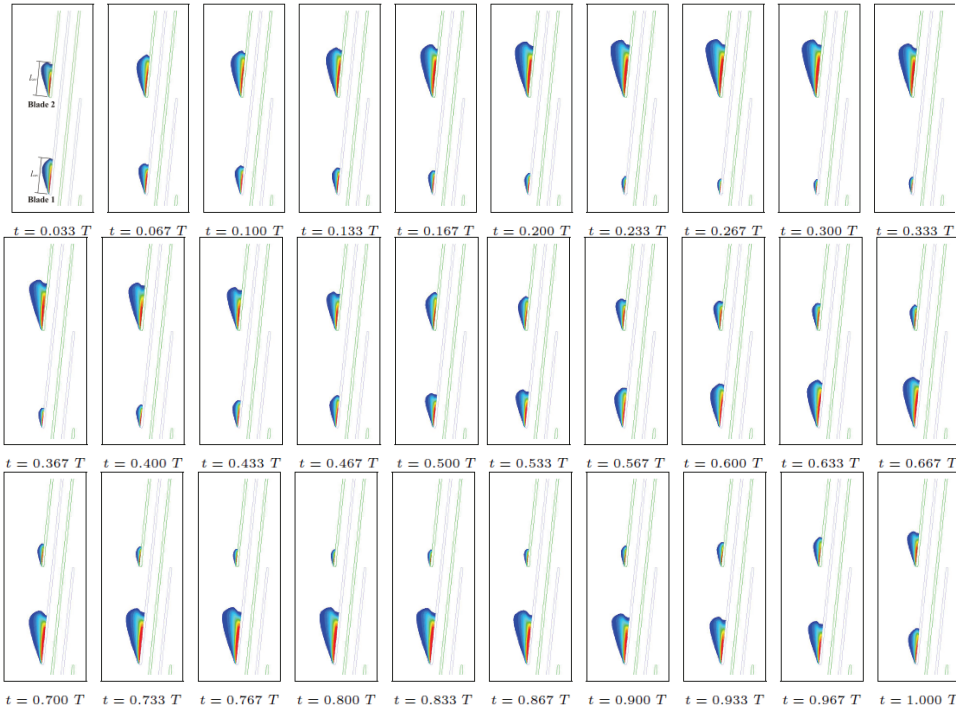 Blade 2
Blade 1
t = 0.033 T t = 0.067 T t = 0.100 T t = 0.133 T t = 0.167 T t = 0.200 T t = 0.233 T t = 0.267 T t = 0.300 T t = 0.333 T
t = 0.367 T t = 0.400 T t = 0.433 T t = 0.467 T t = 0.500 T t = 0.533 T t = 0.567 T t = 0.600 T t = 0.633 T t = 0.667 T
t = 0.700 T t = 0.733 T t = 0.767 T t = 0.800 T t = 0.833 T t = 0.867 T t = 0.900 T t = 0.933 T t = 0.967 T t = 1.000 T